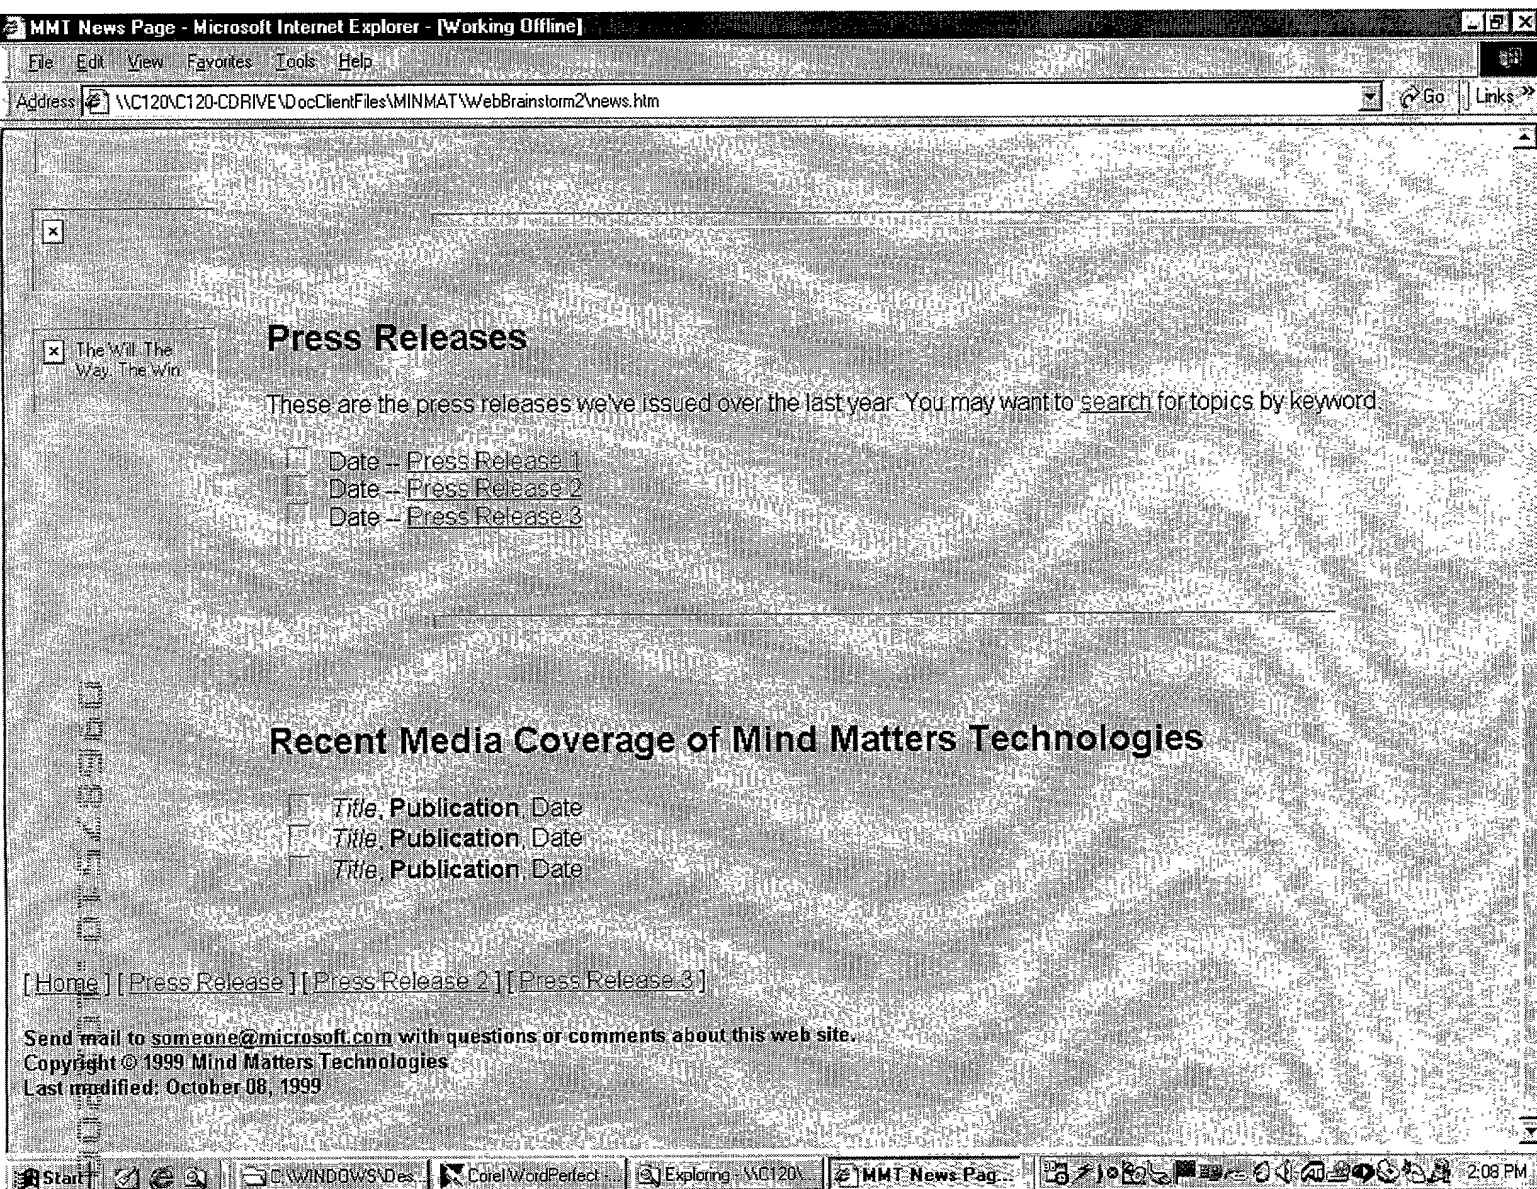 MMT News Page - Microsoft Internet Explorer - [Working Offline]
File Edit View Favorites Tools Help
Address \\C120\C120-CDRIVE\DocClientFiles\MINMAT\WebBrainstorm2\news.htm Go Links »
The Will. The
Way. The Win.
Press Releases
These are the press releases we've issued over the last year. You may want to search for topics by keyword.
Date -- Press Release 1
Date -- Press Release 2
Date -- Press Release 3
Recent Media Coverage of Mind Matters Technologies
Title, Publication, Date
Title, Publication, Date
Title, Publication, Date
[ Home ] [ Press Release ] [ Press Release 2 ] [ Press Release 3 ]
Send mail to someone@microsoft.com with questions or comments about this web site.
Copyright © 1999 Mind Matters Technologies
Last modified: October 08, 1999
Start C:\WINDOWS\Des... Corel WordPerfect ... Exploring - \\C120\... MMT News Pag... 2:08 PM